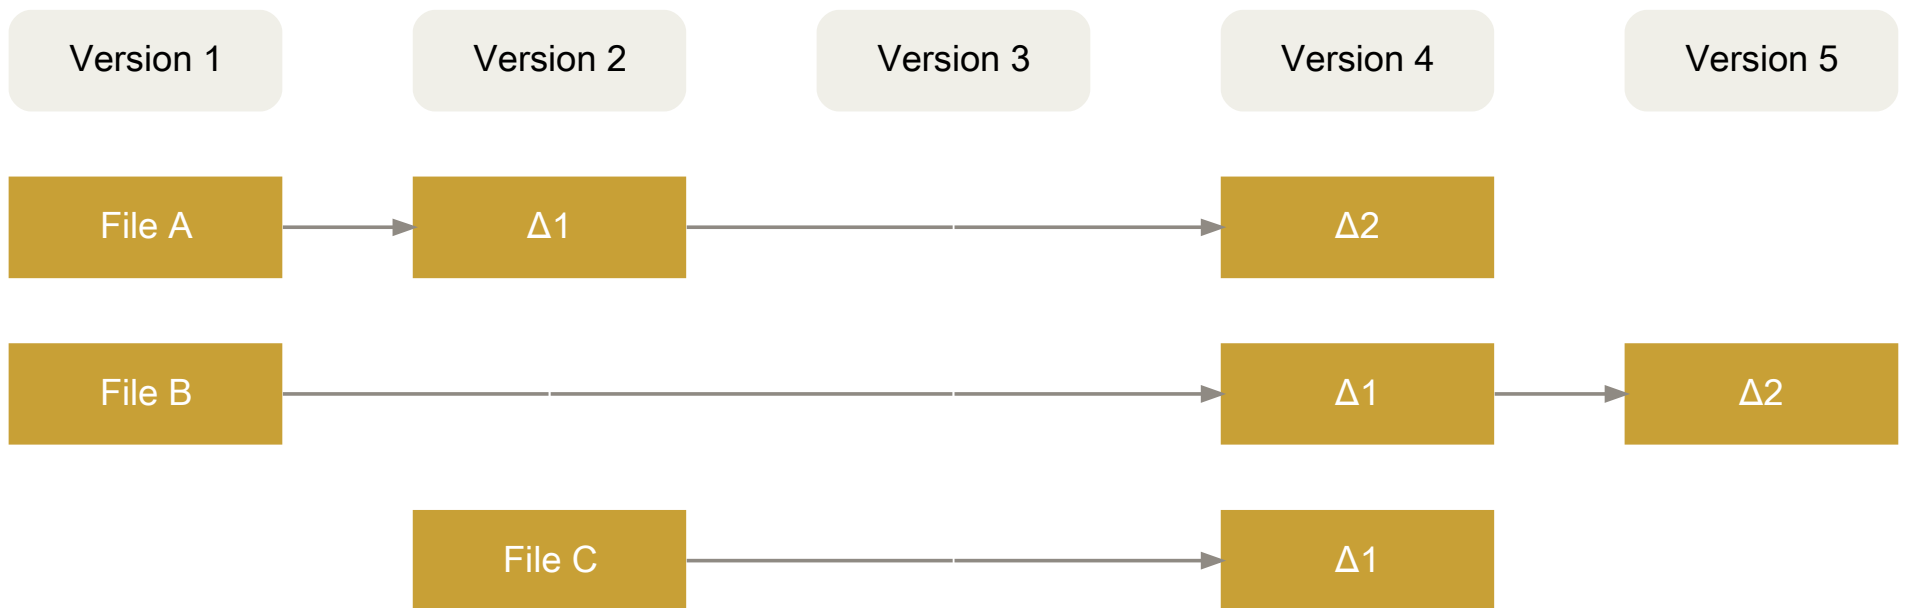 Version 1 Version 2 Version 3 Version 4 Version 5
File A Δ1 Δ2
File B Δ1 Δ2
File C Δ1